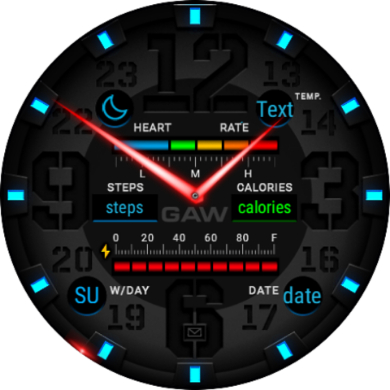 12
23
13
Text
TEMP.
22
14
HEART RATE
L M H
STEPS
CALORIES
9
steps
GAW
calories
3
0 20 40 60 80 F
20
16
SU
W/DAY
DATE
date
19
6
17